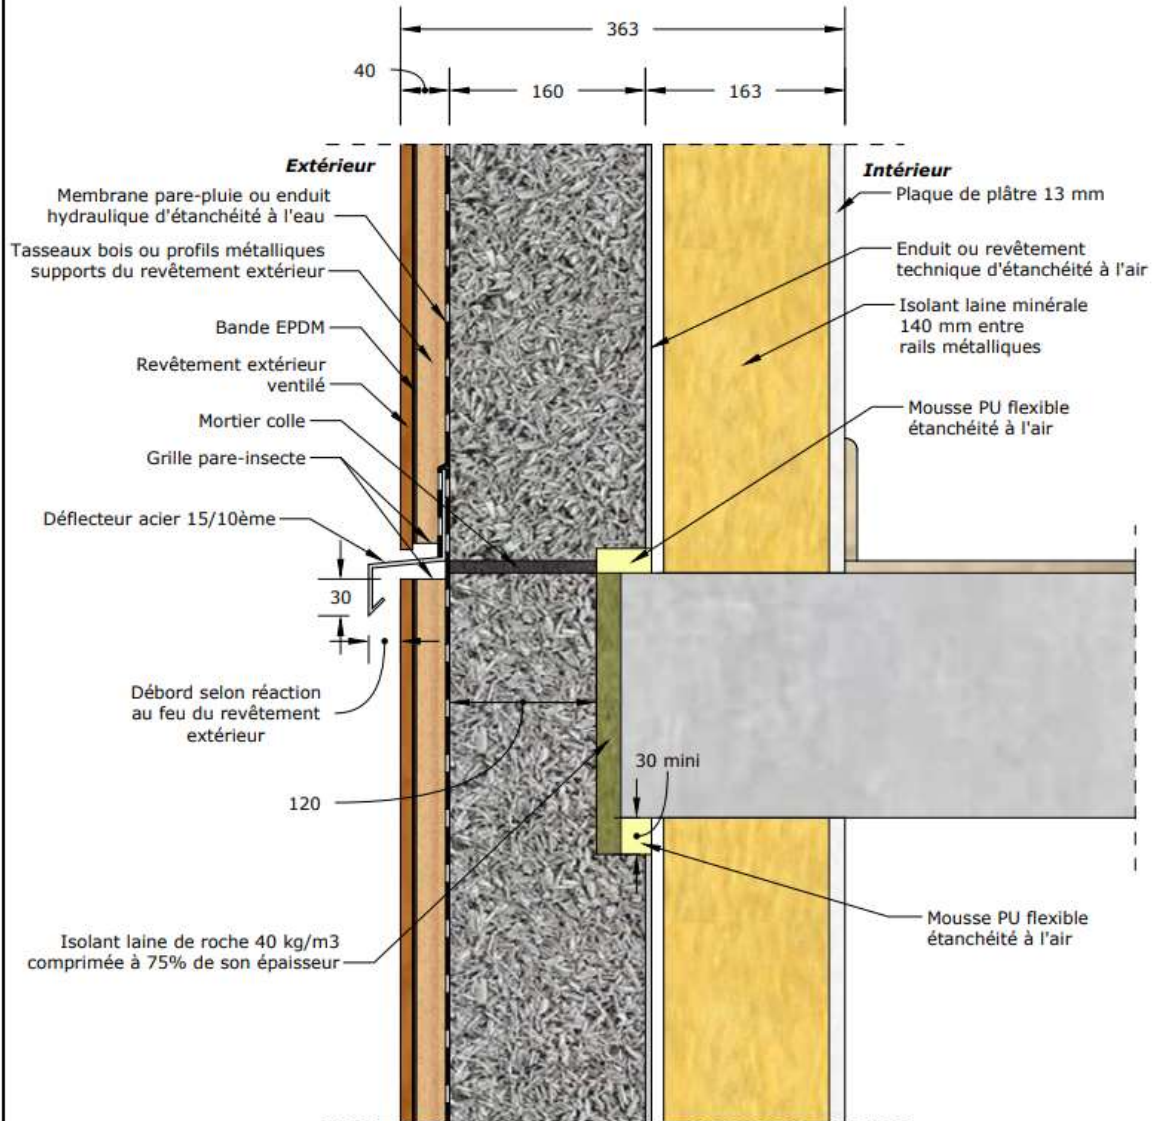 363
40
160
163
Extérieur
Intérieur
Membrane pare-pluie ou enduit
hydraulique d'étanchéité à l'eau
Tasseaux bois ou profils métalliques
supports du revêtement extérieur
Bande EPDM
Revêtement extérieur
ventilé
Mortier colle
Grille pare-insecte
Déflecteur acier 15/10ème
30
Débord selon réaction
au feu du revêtement
extérieur
120
Isolant laine de roche 40 kg/m3
comprimée à 75% de son épaisseur
Plaque de plâtre 13 mm
Enduit ou revêtement
technique d'étanchéité à l'air
Isolant laine minérale
140 mm entre
rails métalliques
Mousse PU flexible
étanchéité à l'air
30 mini
Mousse PU flexible
étanchéité à l'air